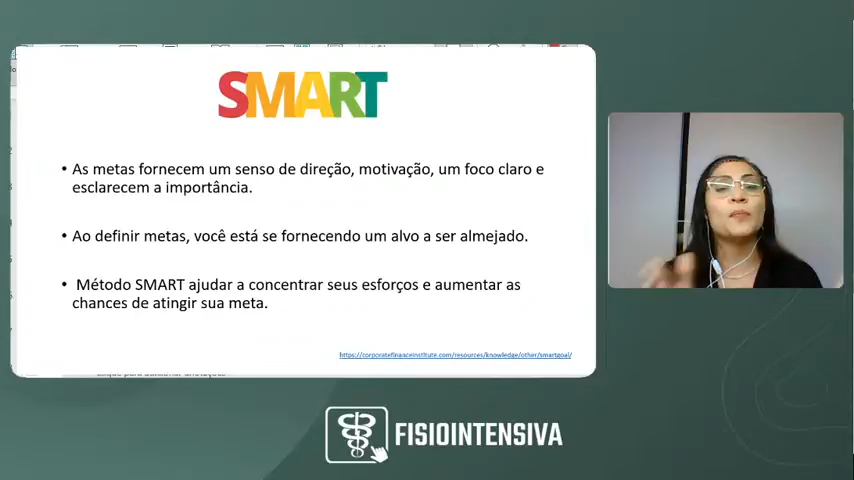 SMART
• As metas fornecem um senso de direção, motivação, um foco claro e
esclarecem a importância.
• Ao definir metas, você está se fornecendo um alvo a ser almejado.
• Método SMART ajudar a concentrar seus esforços e aumentar as
chances de atingir sua meta.
https://corporatefinanceinstitute.com/resources/knowledge/other/smartgoal/
FISIOINTENSIVA